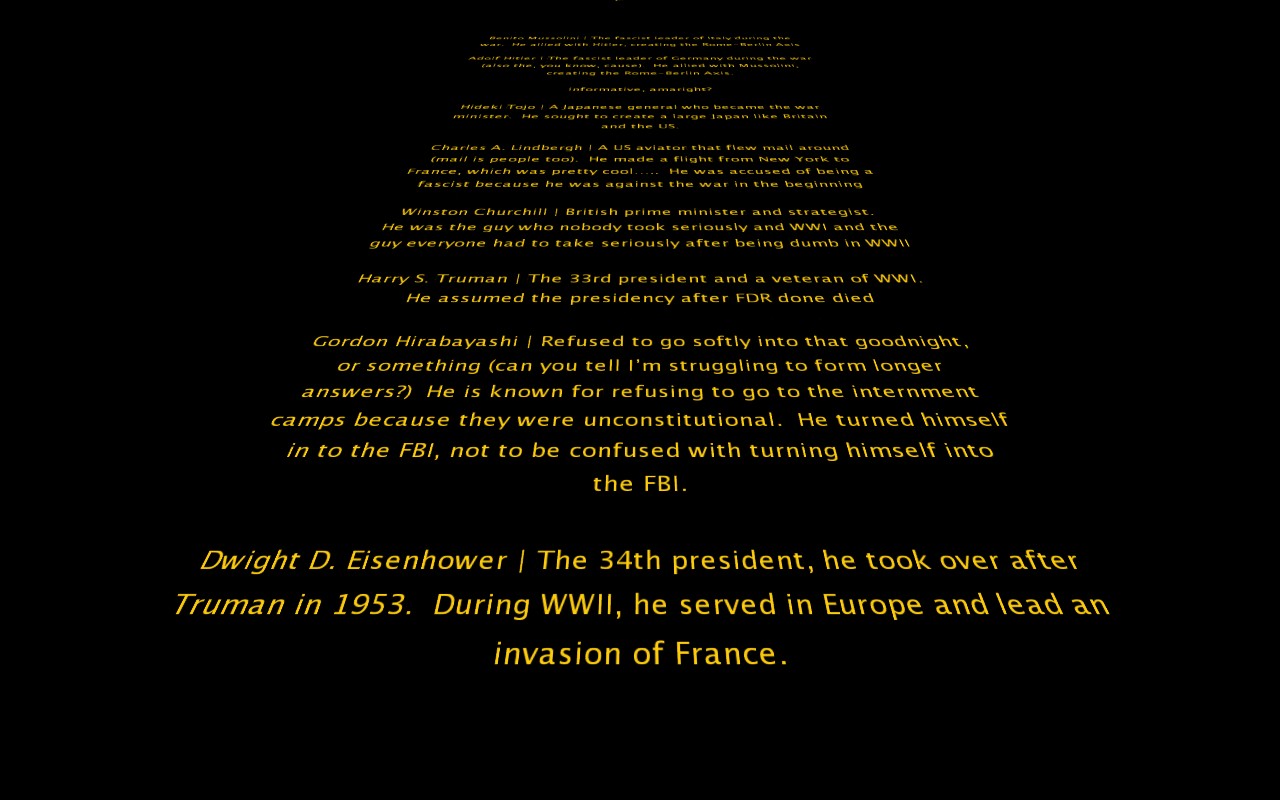 Benito Mussolini | The fascist leader of Italy during the
war.  He allied with Hitler, creating the Rome-Berlin Axis
Adolf Hitler | The fascist leader of Germany during the war
(also the, you know, cause).  He allied with Mussolini,
creating the Rome-Berlin Axis.
informative, amaright?
Hideki Tojo | A Japanese general who became the war
minister.  He sought to create a large Japan like Britain
and the US.
Charles A. Lindbergh | A US aviator that flew mail around
(mail is people too).  He made a flight from New York to
France, which was pretty cool.....  He was accused of being a
fascist because he was against the war in the beginning
Winston Churchill | British prime minister and strategist.
He was the guy who nobody took seriously and WWI and the
guy everyone had to take seriously after being dumb in WWII
Harry S. Truman | The 33rd president and a veteran of WWI.
He assumed the presidency after FDR done died
Gordon Hirabayashi | Refused to go softly into that goodnight,
or something (can you tell I'm struggling to form longer
answers?)  He is known for refusing to go to the internment
camps because they were unconstitutional.  He turned himself
in to the FBI, not to be confused with turning himself into
the FBI.
Dwight D. Eisenhower | The 34th president, he took over after
Truman in 1953.  During WWII, he served in Europe and lead an
invasion of France.